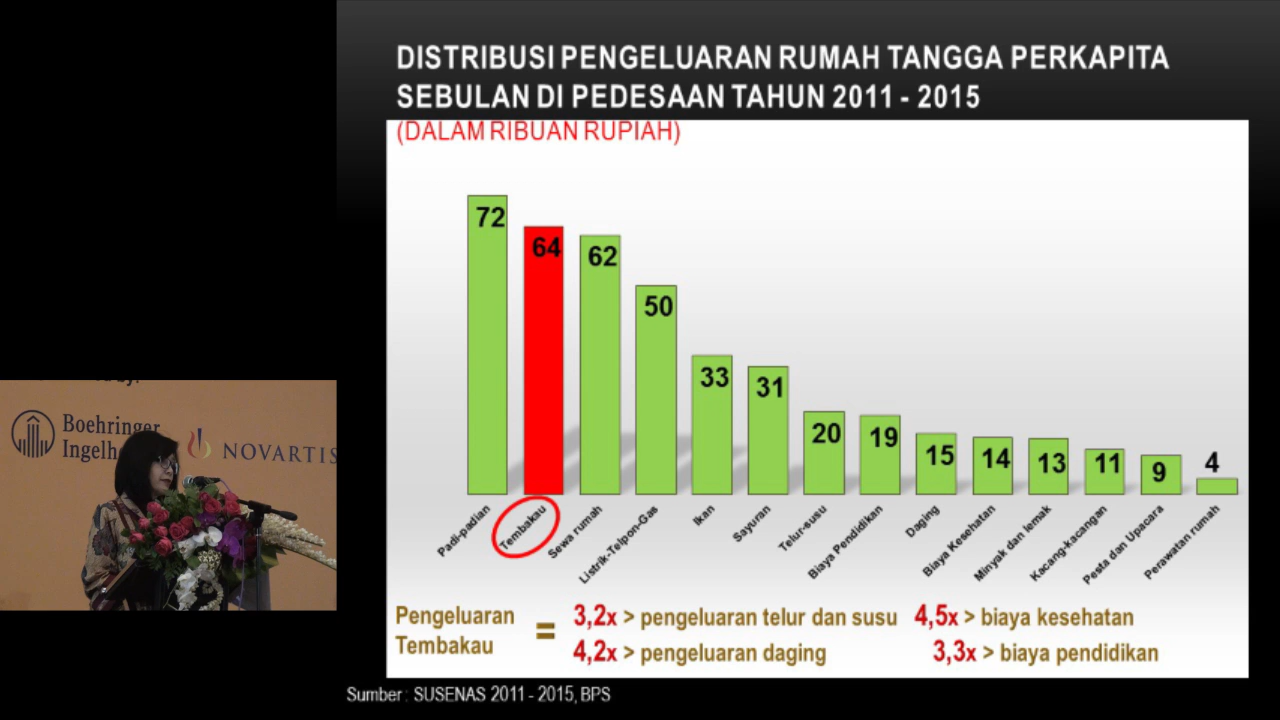 DISTRIBUSI PENGELUARAN RUMAH TANGGA PERKAPITA
SEBULAN DI PEDESAAN TAHUN 2011 - 2015
(DALAM RIBUAN RUPIAH)
72
64
62
50
33
31
20
19
15
14
13
11
9
4
Padi-padian
Tembakau
Sewa rumah
Listrik-Telpon-Gas
Ikan
Sayuran
Telur-susu
Biaya Pendidikan
Daging
Biaya Kesehatan
Minyak dan lemak
Kacang-kacangan
Pesta dan Upacara
Perawatan rumah
Pengeluaran
Tembakau
=
3,2x > pengeluaran telur dan susu 4,5x > biaya kesehatan
4,2x > pengeluaran daging 3,3x > biaya pendidikan
Sumber : SUSENAS 2011 - 2015, BPS
by:
Boehringer
Ingelh
NOVARTIS